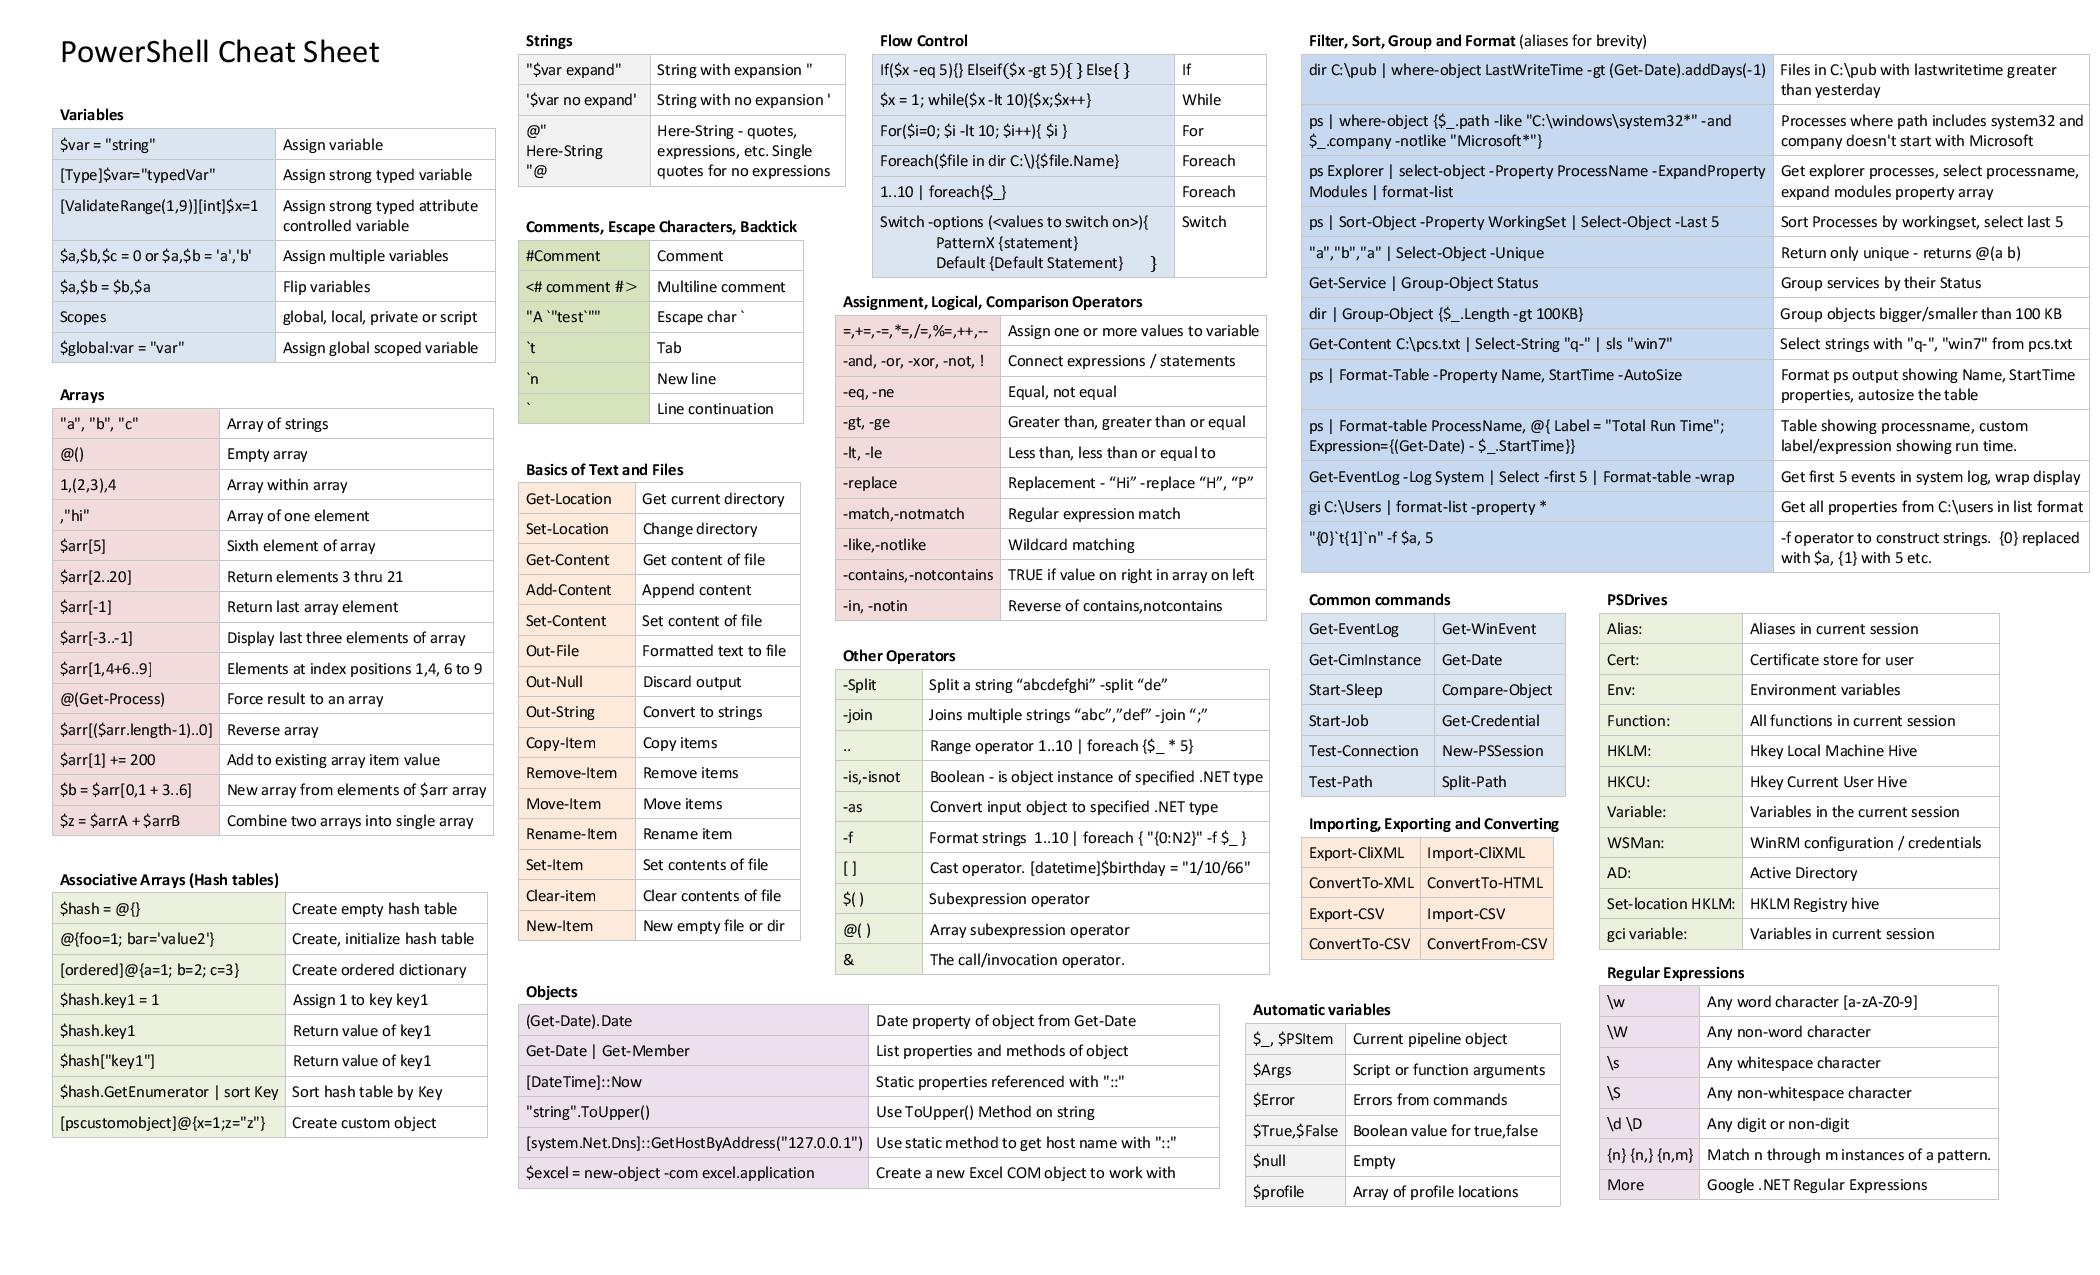 PowerShell Cheat Sheet
Variables
$var = "string" Assign variable
[Type]$var="typedVar" Assign strong typed variable
[ValidateRange(1,9)][int]$x=1 Assign strong typed attribute
controlled variable
$a,$b,$c = 0 or $a,$b = 'a','b' Assign multiple variables
$a,$b = $b,$a Flip variables
Scopes global, local, private or script
$global:var = "var" Assign global scoped variable
Arrays
"a", "b", "c" Array of strings
@() Empty array
1,(2,3),4 Array within array
,"hi" Array of one element
$arr[5] Sixth element of array
$arr[2..20] Return elements 3 thru 21
$arr[-1] Return last array element
$arr[-3..-1] Display last three elements of array
$arr[1,4+6..9] Elements at index positions 1,4, 6 to 9
@(Get-Process) Force result to an array
$arr[($arr.length-1)..0] Reverse array
$arr[1] += 200 Add to existing array item value
$b = $arr[0,1 + 3..6] New array from elements of $arr array
$z = $arrA + $arrB Combine two arrays into single array
Associative Arrays (Hash tables)
$hash = @{} Create empty hash table
@{foo=1; bar='value2'} Create, initialize hash table
[ordered]@{a=1; b=2; c=3} Create ordered dictionary
$hash.key1 = 1 Assign 1 to key key1
$hash.key1 Return value of key1
$hash["key1"] Return value of key1
$hash.GetEnumerator | sort Key Sort hash table by Key
[pscustomobject]@{x=1;z="z"} Create custom object
Strings
"$var expand" String with expansion "
'$var no expand' String with no expansion '
@" Here-String - quotes,
Here-String expressions, etc. Single
"@ quotes for no expressions
Comments, Escape Characters, Backtick
#Comment Comment
<# comment #> Multiline comment
"A `"test`"" Escape char `
`t Tab
`n New line
` Line continuation
Basics of Text and Files
Get-Location Get current directory
Set-Location Change directory
Get-Content Get content of file
Add-Content Append content
Set-Content Set content of file
Out-File Formatted text to file
Out-Null Discard output
Out-String Convert to strings
Copy-Item Copy items
Remove-Item Remove items
Move-Item Move items
Rename-Item Rename item
Set-Item Set contents of file
Clear-item Clear contents of file
New-Item New empty file or dir
Objects
(Get-Date).Date Date property of object from Get-Date
Get-Date | Get-Member List properties and methods of object
[DateTime]::Now Static properties referenced with "::"
"string".ToUpper() Use ToUpper() Method on string
[system.Net.Dns]::GetHostByAddress("127.0.0.1") Use static method to get host name with "::"
$excel = new-object -com excel.application Create a new Excel COM object to work with
Flow Control
If($x -eq 5){} Elseif($x -gt 5){ } Else{ } If
$x = 1; while($x -lt 10){$x;$x++} While
For($i=0; $i -lt 10; $i++){ $i } For
Foreach($file in dir C:\){$file.Name} Foreach
1..10 | foreach{$_} Foreach
Switch -options (<values to switch on>){ Switch
PatternX {statement}
Default {Default Statement} }
Assignment, Logical, Comparison Operators
=,+=,-=,*=,/=,%=,++,-- Assign one or more values to variable
-and, -or, -xor, -not, ! Connect expressions / statements
-eq, -ne Equal, not equal
-gt, -ge Greater than, greater than or equal
-lt, -le Less than, less than or equal to
-replace Replacement - “Hi” -replace “H”, “P”
-match,-notmatch Regular expression match
-like,-notlike Wildcard matching
-contains,-notcontains TRUE if value on right in array on left
-in, -notin Reverse of contains,notcontains
Other Operators
-Split Split a string “abcdefghi” -split “de”
-join Joins multiple strings “abc”,”def” -join “;”
.. Range operator 1..10 | foreach {$_ * 5}
-is,-isnot Boolean - is object instance of specified .NET type
-as Convert input object to specified .NET type
-f Format strings 1..10 | foreach { "{0:N2}" -f $_ }
[ ] Cast operator. [datetime]$birthday = "1/10/66"
$( ) Subexpression operator
@( ) Array subexpression operator
& The call/invocation operator.
Filter, Sort, Group and Format (aliases for brevity)
dir C:\pub | where-object LastWriteTime -gt (Get-Date).addDays(-1) Files in C:\pub with lastwritetime greater
than yesterday
ps | where-object {$_.path -like "C:\windows\system32*" -and Processes where path includes system32 and
$_.company -notlike "Microsoft*"} company doesn't start with Microsoft
ps Explorer | select-object -Property ProcessName -ExpandProperty Get explorer processes, select processname,
Modules | format-list expand modules property array
ps | Sort-Object -Property WorkingSet | Select-Object -Last 5 Sort Processes by workingset, select last 5
"a","b","a" | Select-Object -Unique Return only unique - returns @(a b)
Get-Service | Group-Object Status Group services by their Status
dir | Group-Object {$_.Length -gt 100KB} Group objects bigger/smaller than 100 KB
Get-Content C:\pcs.txt | Select-String "q-" | sls "win7" Select strings with "q-", "win7" from pcs.txt
ps | Format-Table -Property Name, StartTime -AutoSize Format ps output showing Name, StartTime
properties, autosize the table
ps | Format-table ProcessName, @{ Label = "Total Run Time"; Table showing processname, custom
Expression={(Get-Date) - $_.StartTime}} label/expression showing run time.
Get-EventLog -Log System | Select -first 5 | Format-table -wrap Get first 5 events in system log, wrap display
gi C:\Users | format-list -property * Get all properties from C:\users in list format
"{0}`t{1}`n" -f $a, 5 -f operator to construct strings. {0} replaced
with $a, {1} with 5 etc.
Common commands
Get-EventLog Get-WinEvent
Get-CimInstance Get-Date
Start-Sleep Compare-Object
Start-Job Get-Credential
Test-Connection New-PSSession
Test-Path Split-Path
Importing, Exporting and Converting
Export-CliXML Import-CliXML
ConvertTo-XML ConvertTo-HTML
Export-CSV Import-CSV
ConvertTo-CSV ConvertFrom-CSV
Automatic variables
$_, $PSItem Current pipeline object
$Args Script or function arguments
$Error Errors from commands
$True,$False Boolean value for true,false
$null Empty
$profile Array of profile locations
PSDrives
Alias: Aliases in current session
Cert: Certificate store for user
Env: Environment variables
Function: All functions in current session
HKLM: Hkey Local Machine Hive
HKCU: Hkey Current User Hive
Variable: Variables in the current session
WSMan: WinRM configuration / credentials
AD: Active Directory
Set-location HKLM: HKLM Registry hive
gci variable: Variables in current session
Regular Expressions
\w Any word character [a-zA-Z0-9]
\W Any non-word character
\s Any whitespace character
\S Any non-whitespace character
\d \D Any digit or non-digit
{n} {n,} {n,m} Match n through m instances of a pattern.
More Google .NET Regular Expressions